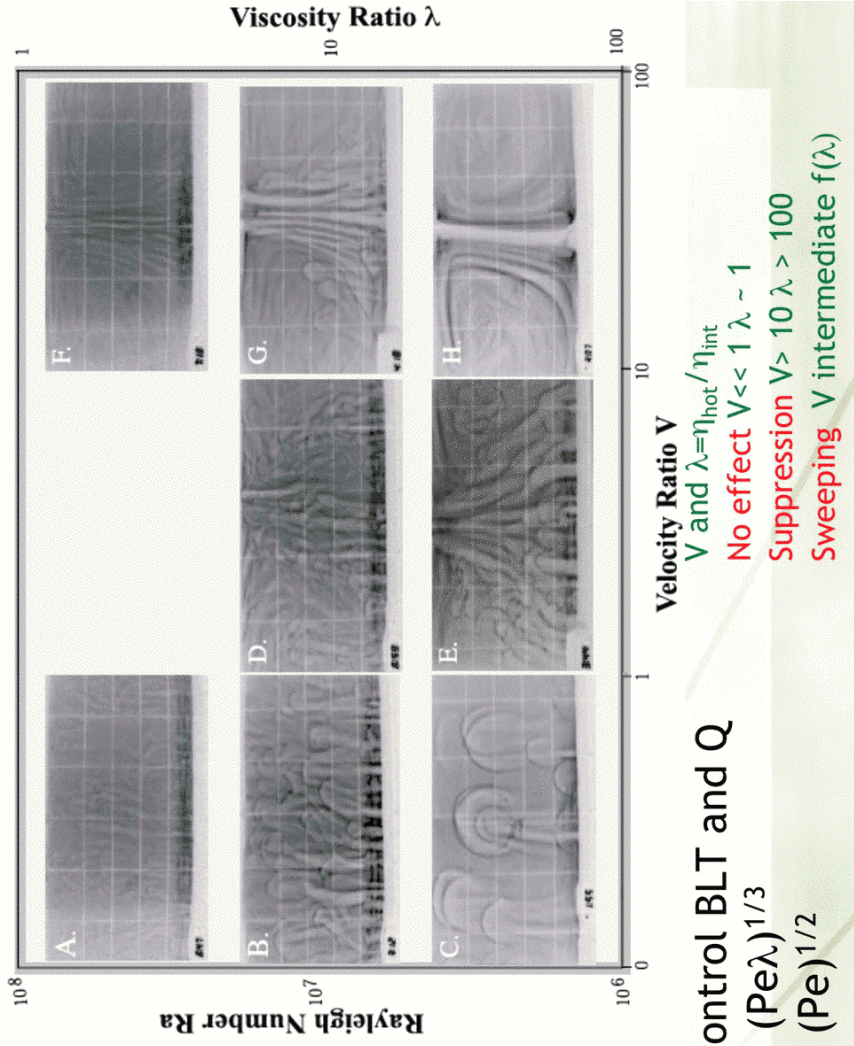 Rayleigh Number Ra
10⁸
10⁷
10⁶
A.
F.
B.
D.
G.
C.
E.
H.
Viscosity Ratio λ
1
10
100
0
1
10
100
Velocity Ratio V
V and λ=η_hot/η_int
No effect V<< 1 λ ~ 1
Suppression V> 10 λ > 100
Sweeping V intermediate f(λ)
ontrol BLT and Q
(Peλ)^1/3
(Pe)^1/2